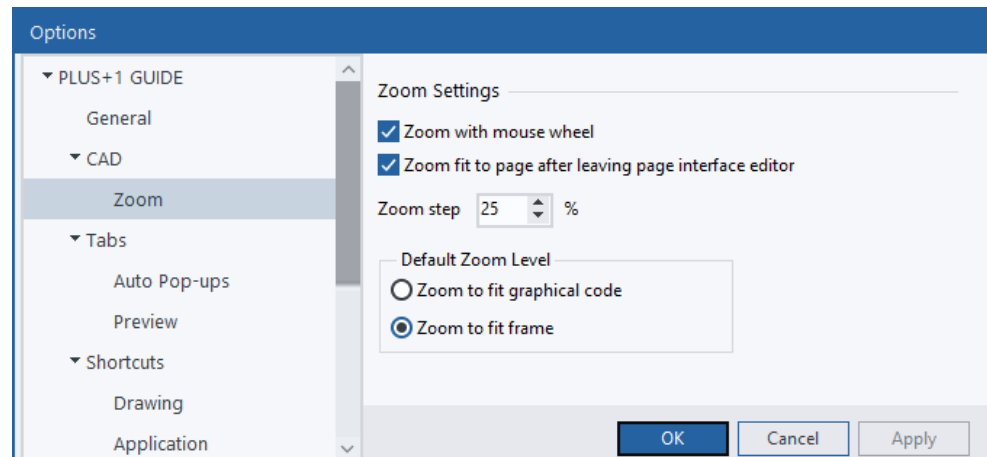 Options
PLUS+1 GUIDE
General
CAD
Zoom
Tabs
Auto Pop-ups
Preview
Shortcuts
Drawing
Application
Zoom Settings
Zoom with mouse wheel
Zoom fit to page after leaving page interface editor
Zoom step 25 %
Default Zoom Level
Zoom to fit graphical code
Zoom to fit frame
OK Cancel Apply